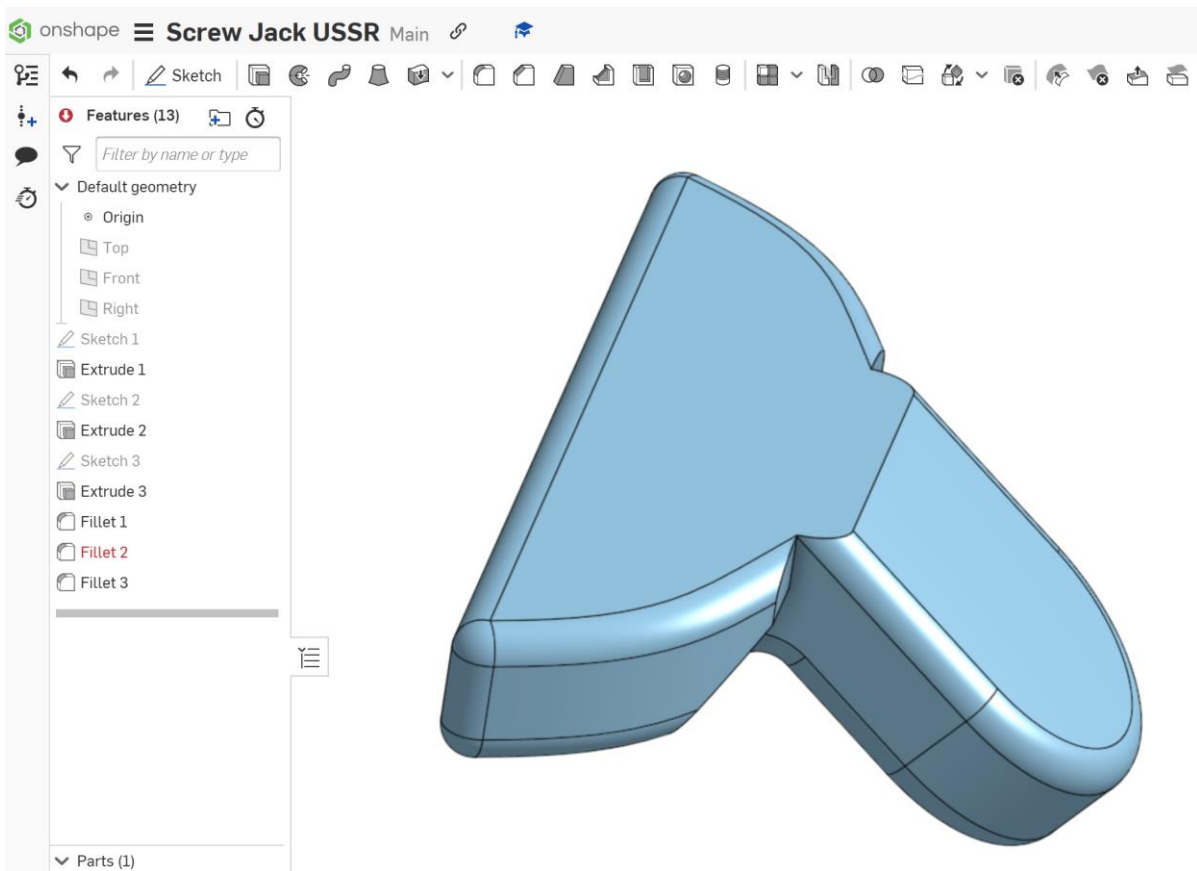 onshape Screw Jack USSR Main
Sketch
Features (13)
Filter by name or type
Default geometry
Origin
Top
Front
Right
Sketch 1
Extrude 1
Sketch 2
Extrude 2
Sketch 3
Extrude 3
Fillet 1
Fillet 2
Fillet 3
Parts (1)